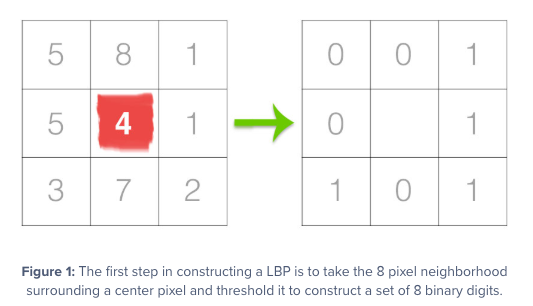 5 8 1 0 0 1
5 4 1 0 1
3 7 2 1 0 1
Figure 1: The first step in constructing a LBP is to take the 8 pixel neighborhood
surrounding a center pixel and threshold it to construct a set of 8 binary digits.